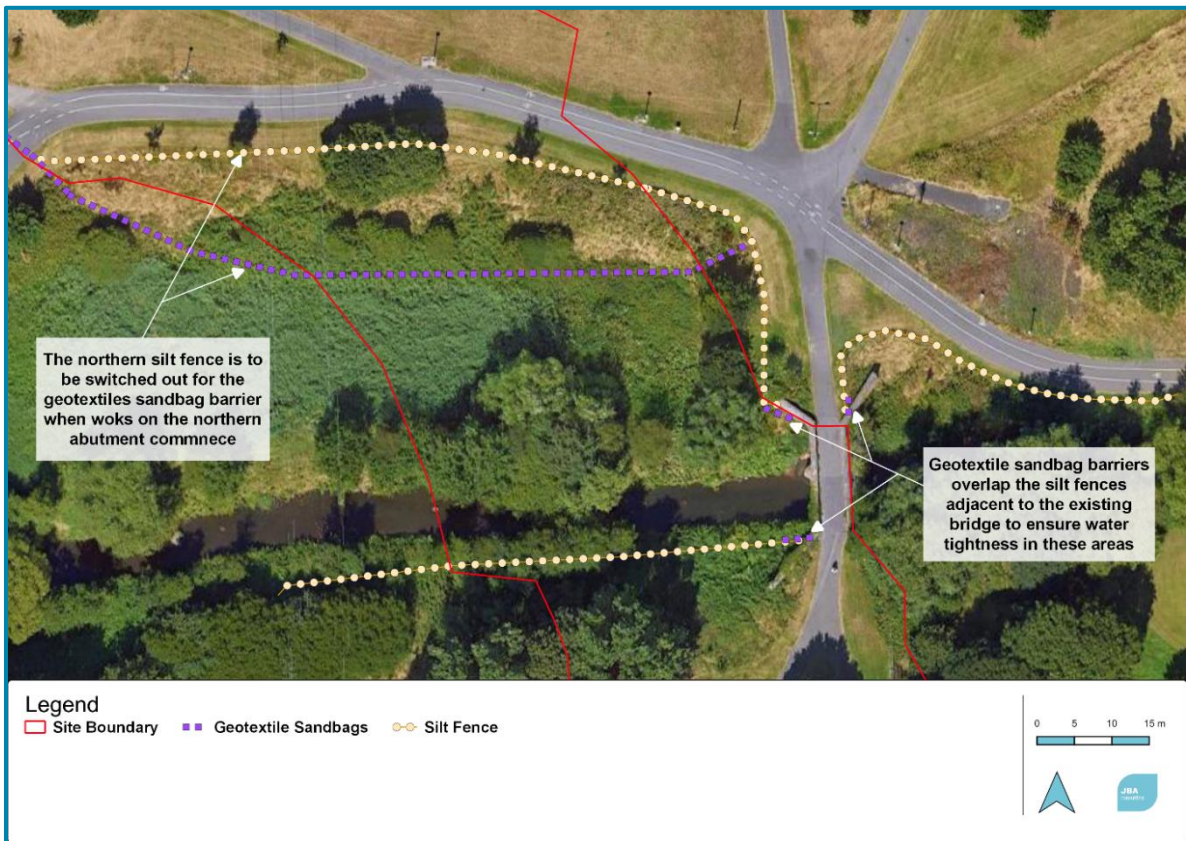 The northern silt fence is to
be switched out for the
geotextiles sandbag barrier
when woks on the northern
abutment commnece
Geotextile sandbag barriers
overlap the silt fences
adjacent to the existing
bridge to ensure water
tightness in these areas
Legend
Site Boundary Geotextile Sandbags Silt Fence
0 5 10 15 m
JBA
consulting